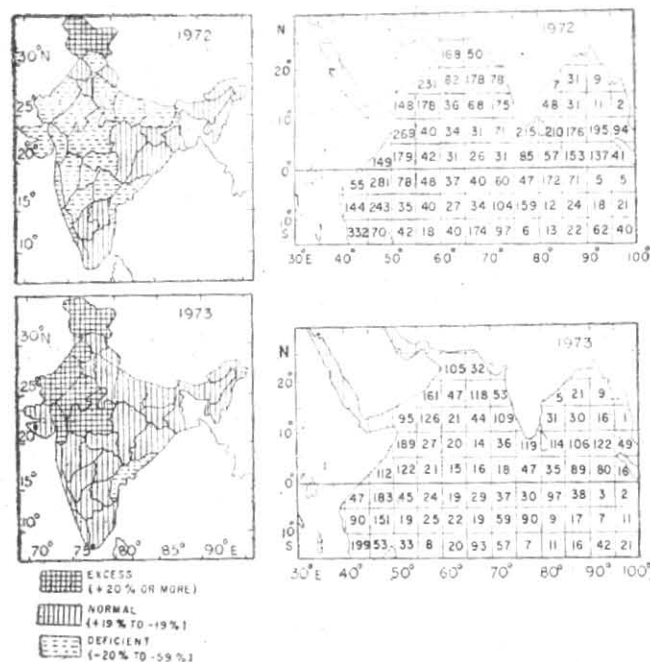 1972
30°
25°
20°
15°
10°
N
1972
20°
10°
0°
10°
S
168 50
231 82 178 78 7 31 9
148 178 36 68 175 48 31 11 2
269 40 34 31 71 215 210 176 195 94
149 179 42 31 26 31 85 57 153 137 41
55 281 78 48 37 40 60 47 172 71 5 5
144 243 35 40 27 34 104 159 12 24 18 21
332 70 42 18 40 174 97 6 13 22 62 40
30°E 40° 50° 60° 70° 80° 90° 100°
1973
30°
25°
20°
15°
10°
70° 75° 80° 85° 90°E
N
1973
20°
10°
0°
10°
S
105 32
161 47 118 53 5 21 9
95 126 21 44 109 31 30 16 1
189 27 20 14 36 119 114 106 122 49
112 122 21 15 16 18 47 35 89 80 16
47 183 45 24 19 29 37 30 97 38 3 2
90 151 19 25 22 19 59 90 9 17 7 11
199 53 33 8 20 93 57 7 11 16 42 21
30°E 40° 50° 60° 70° 80° 90° 100°
EXCESS
(+20% OR MORE)
NORMAL
(+19% TO -19%)
DEFICIENT
(-20% TO -59%)